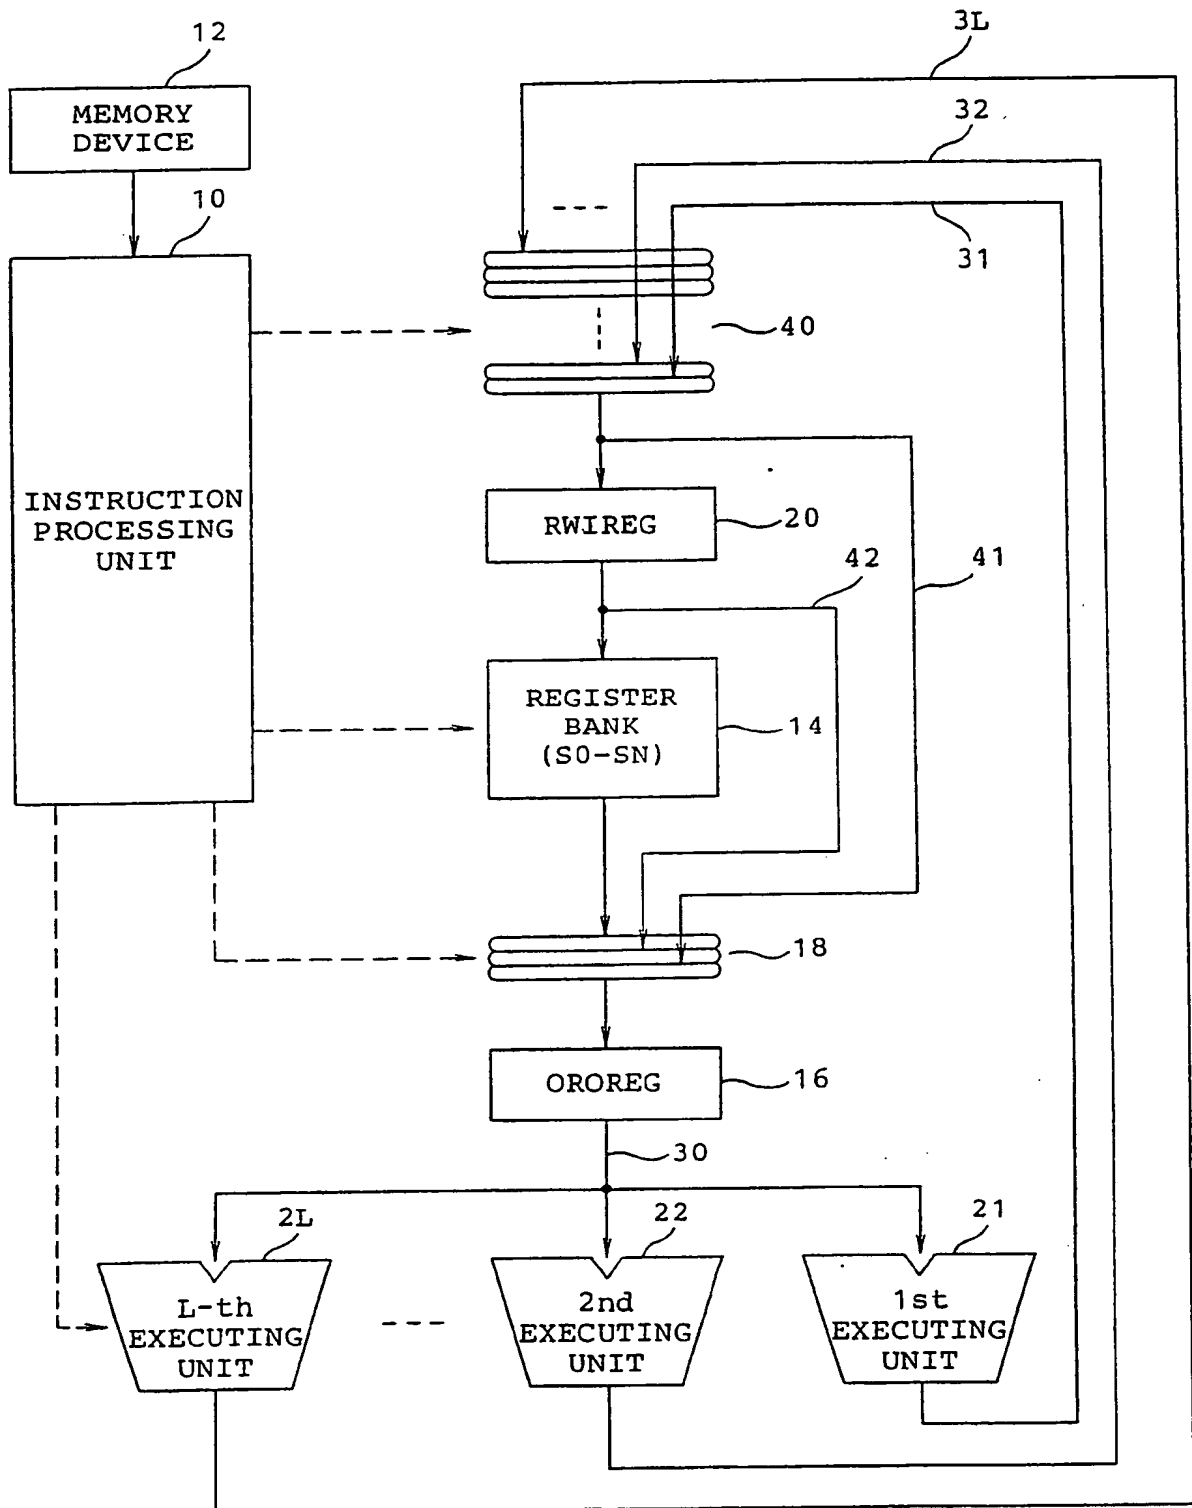 12
3L
MEMORY
DEVICE
32
10
31
40
INSTRUCTION
PROCESSING
UNIT
RWIREG
20
42
41
REGISTER
BANK
(S0-SN)
14
18
OROREG
16
30
2L
22
21
L-th
EXECUTING
UNIT
2nd
EXECUTING
UNIT
1st
EXECUTING
UNIT